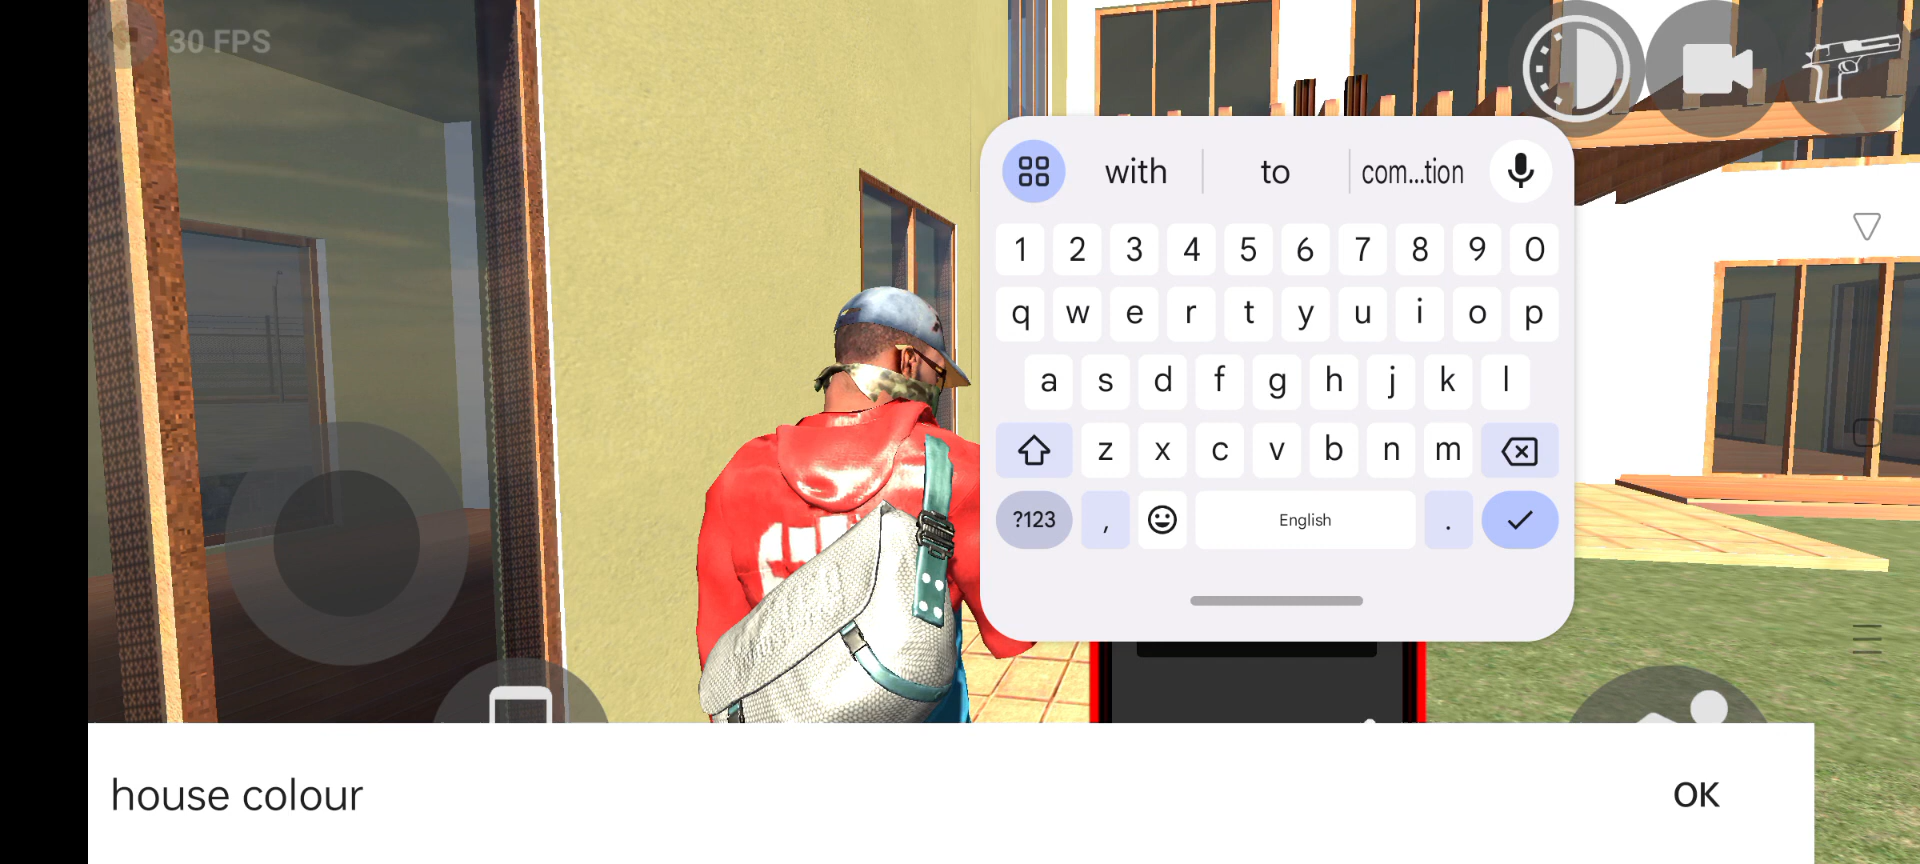 30 FPS
with to com...tion
1 2 3 4 5 6 7 8 9 0
q w e r t y u i o p
a s d f g h j k l
z x c v b n m
?123 , English .
house colour OK